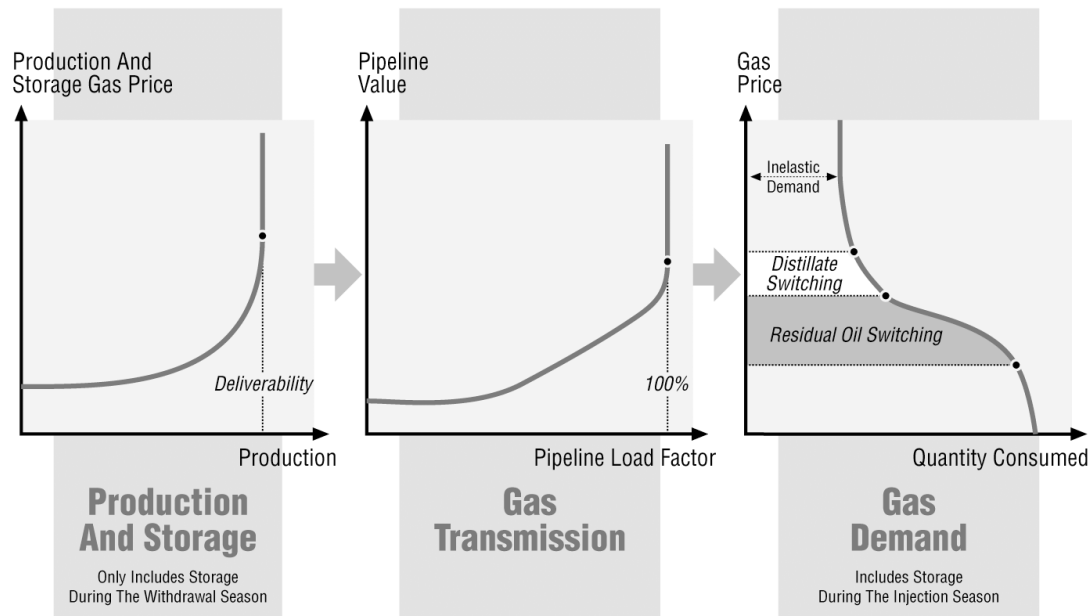 Production And
Storage Gas Price
Deliverability
Production
Production
And Storage
Only Includes Storage
During The Withdrawal Season
Pipeline
Value
100%
Pipeline Load Factor
Gas
Transmission
Gas
Price
Inelastic
Demand
Distillate
Switching
Residual Oil Switching
Quantity Consumed
Gas
Demand
Includes Storage
During The Injection Season